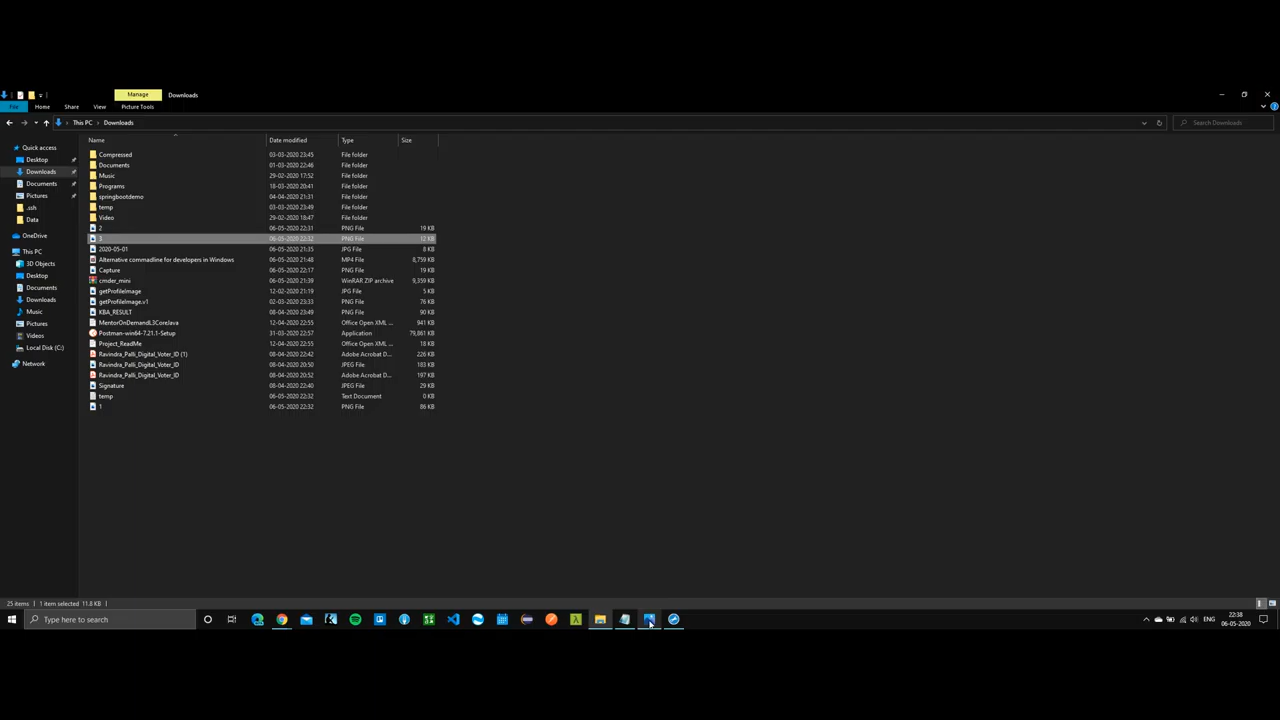 Manage Downloads
File Home Share View Picture Tools
This PC > Downloads Search Downloads
Name Date modified Type Size
Quick access
Desktop
Downloads
Documents
Pictures
.ssh
Data
OneDrive
This PC
3D Objects
Desktop
Documents
Downloads
Music
Pictures
Videos
Local Disk (C:)
Network
Compressed 03-03-2020 23:45 File folder
Documents 01-03-2020 22:46 File folder
Music 29-02-2020 17:52 File folder
Programs 18-03-2020 20:41 File folder
springbootdemo 04-04-2020 21:31 File folder
temp 03-03-2020 23:49 File folder
Video 29-02-2020 18:47 File folder
2 06-05-2020 22:31 PNG File 19 KB
3 06-05-2020 22:32 PNG File 12 KB
2020-05-01 06-05-2020 21:35 JPG File 8 KB
Alternative commadline for developers in Windows 06-05-2020 21:48 MP4 File 8,759 KB
Capture 06-05-2020 22:17 PNG File 19 KB
cmder_mini 06-05-2020 21:39 WinRAR ZIP archive 9,359 KB
getProfileImage 12-02-2020 21:19 JPG File 5 KB
getProfileImage.v1 02-03-2020 23:33 PNG File 76 KB
KBA_RESULT 08-04-2020 23:49 PNG File 90 KB
MentorOnDemandL3CoreJava 12-04-2020 22:55 Office Open XML ... 941 KB
Postman-win64-7.21.1-Setup 31-03-2020 22:57 Application 79,861 KB
Project_ReadMe 12-04-2020 22:55 Office Open XML ... 18 KB
Ravindra_Palli_Digital_Voter_ID (1) 08-04-2020 22:42 Adobe Acrobat D... 226 KB
Ravindra_Palli_Digital_Voter_ID 08-04-2020 20:50 JPEG File 183 KB
Ravindra_Palli_Digital_Voter_ID 08-04-2020 20:52 Adobe Acrobat D... 197 KB
Signature 08-04-2020 22:40 JPEG File 29 KB
temp 06-05-2020 22:32 Text Document 0 KB
1 06-05-2020 22:32 PNG File 86 KB
25 items 1 item selected 11.8 KB
Type here to search
ENG
22:38
06-05-2020